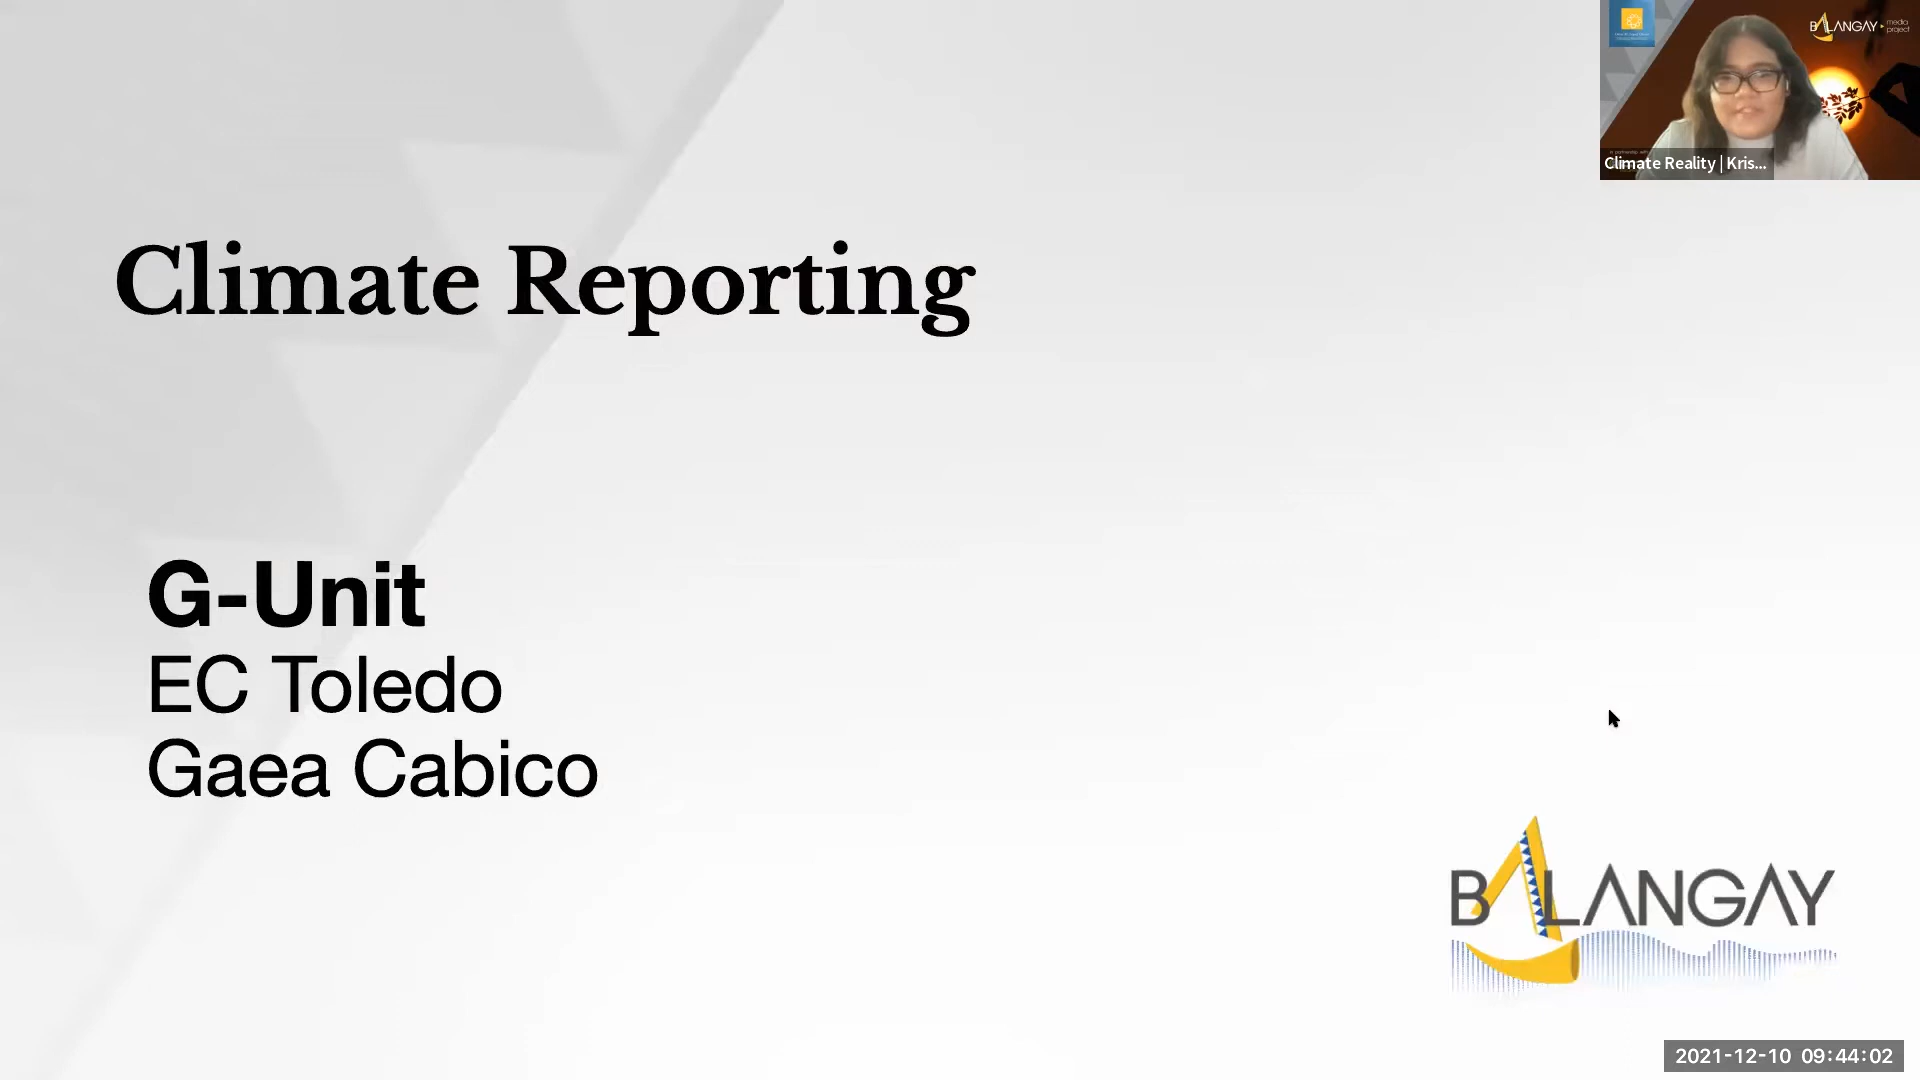 BALANGAY
media
project
Climate Reality | Kris...
Climate Reporting
G-Unit
EC Toledo
Gaea Cabico
BALANGAY
2021-12-10 09:44:02